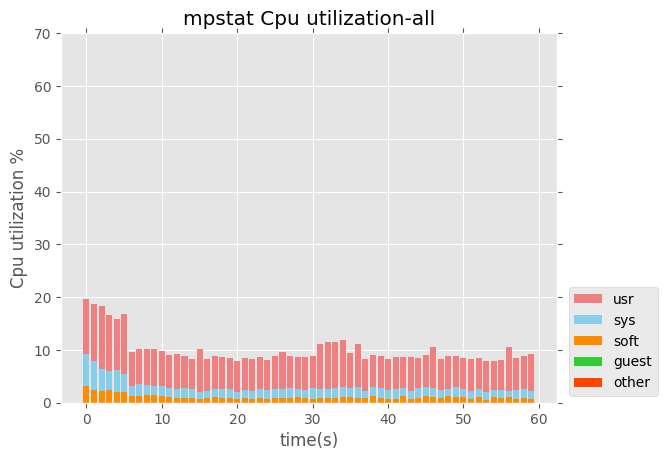 mpstat Cpu utilization-all
70
60
50
40
30
20
10
0
Cpu utilization %
0 10 20 30 40 50 60
time(s)
usr
sys
soft
guest
other